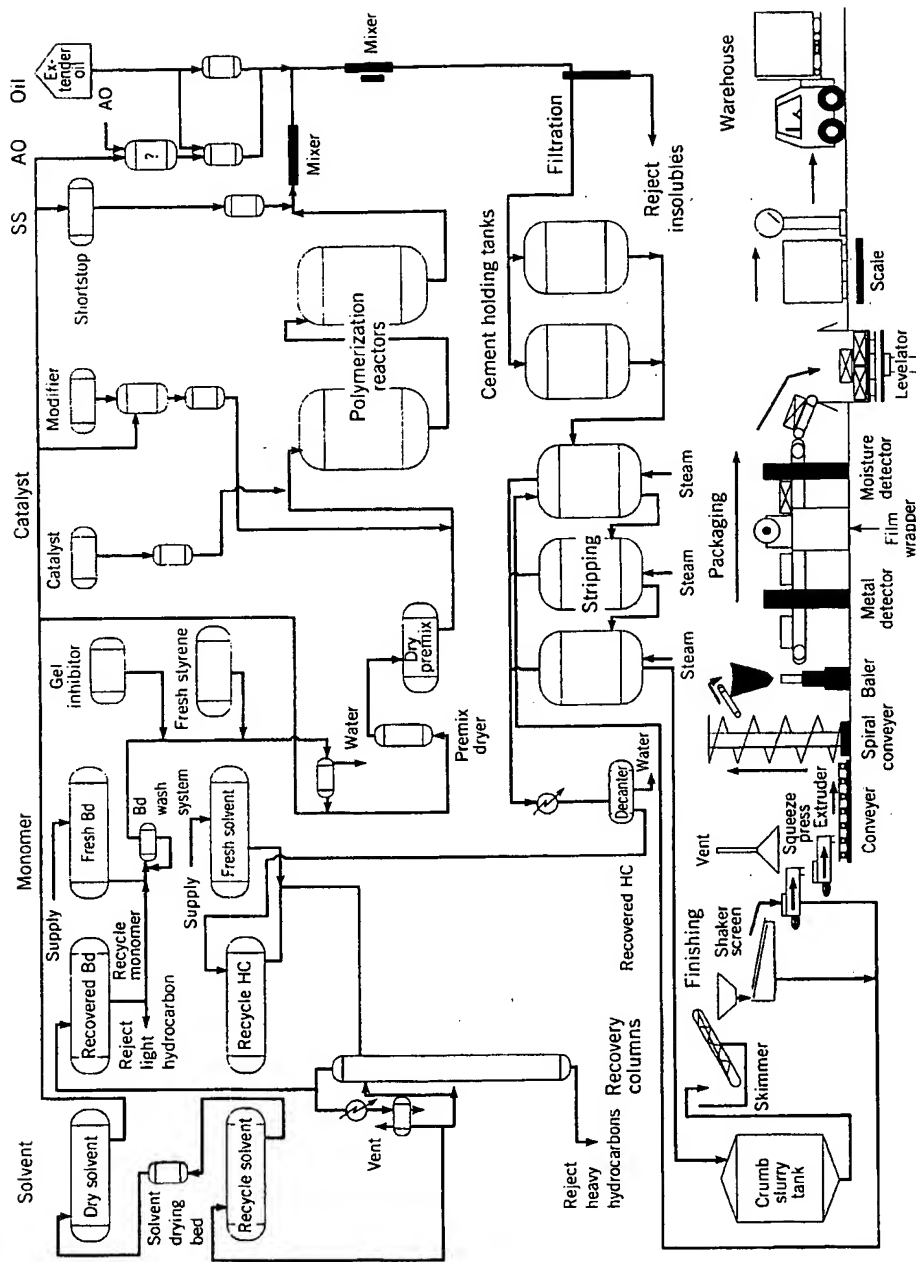 Solvent
Monomer
Catalyst
SS
AO
Oil
Dry solvent
Solvent
drying
bed
Recycle solvent
Supply
Recovered Bd
Fresh Bd
Recycle
monomer
Reject
light
hydrocarbon
Bd
wash
system
Gel
inhibitor
Fresh styrene
Supply
Fresh solvent
Recycle HC
Water
Premix
dryer
Dry
premix
Catalyst
Modifier
Shortstop
AO
?
Ex-
tender
oil
Polymerization
reactors
Mixer
Mixer
Vent
Reject
heavy
hydrocarbons
Recovery
columns
Recovered HC
Decanter
Water
Stripping
Steam
Steam
Steam
Cement holding tanks
Filtration
Reject
insolubles
Crumb
slurry
tank
Skimmer
Finishing
Shaker
screen
Squeeze
press
Extruder
Vent
Conveyer
Spiral
conveyer
Baler
Packaging
Metal
detector
Film
wrapper
Moisture
detector
Levelator
Scale
Warehouse